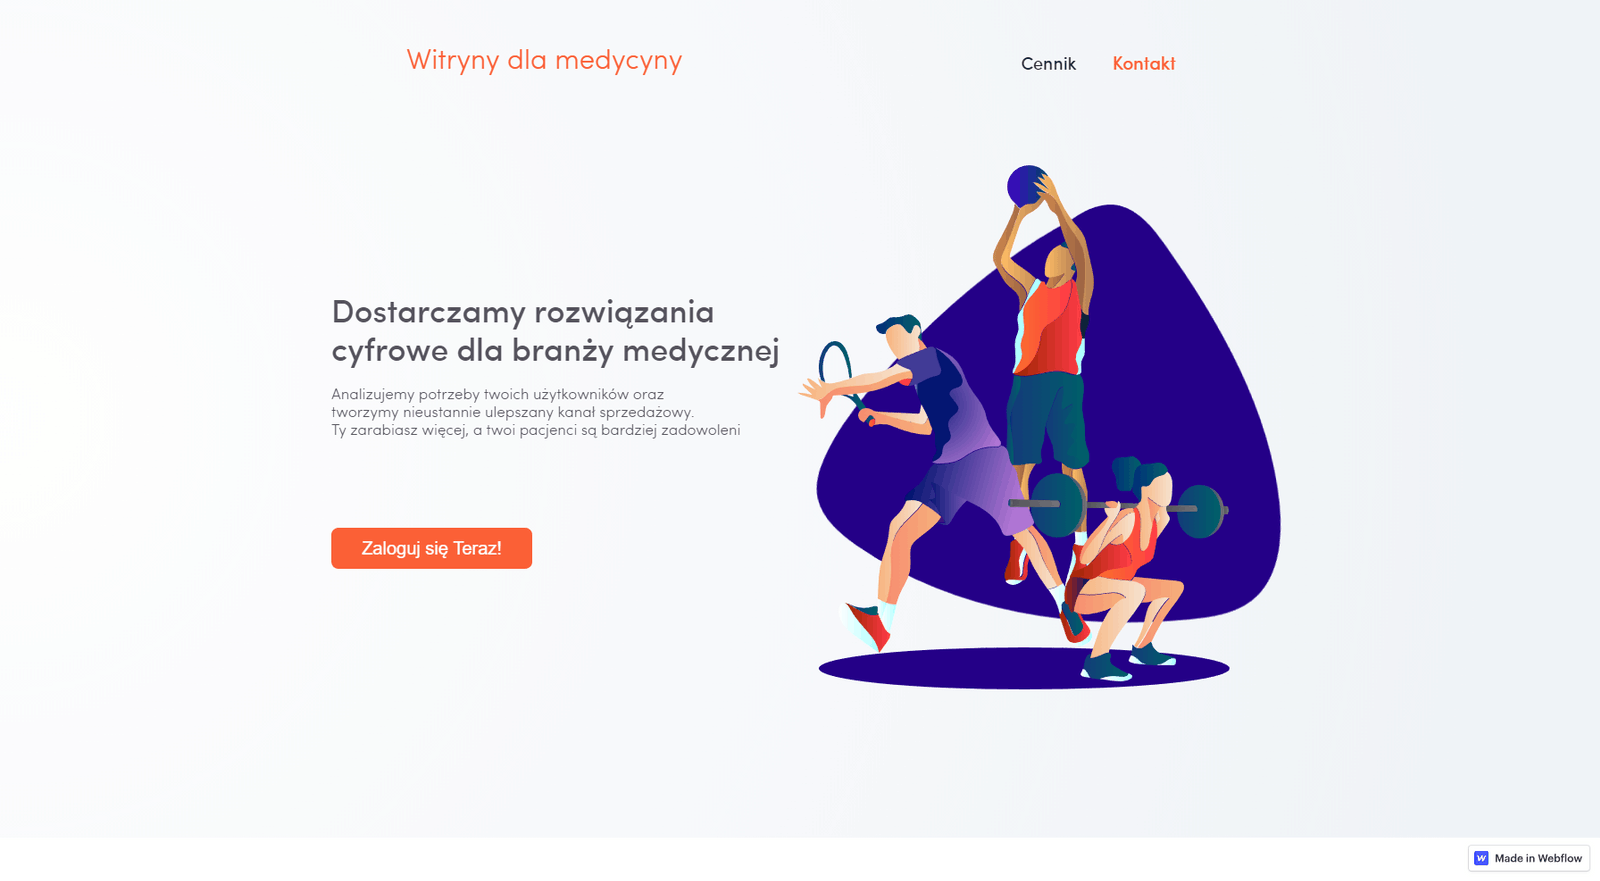 Witryny dla medycyny
Cennik
Kontakt
Dostarczamy rozwiązania
cyfrowe dla branży medycznej
Analizujemy potrzeby twoich użytkowników oraz
tworzymy nieustannie ulepszany kanał sprzedażowy.
Ty zarabiasz więcej, a twoi pacjenci są bardziej zadowoleni
Zaloguj się Teraz!
Made in Webflow